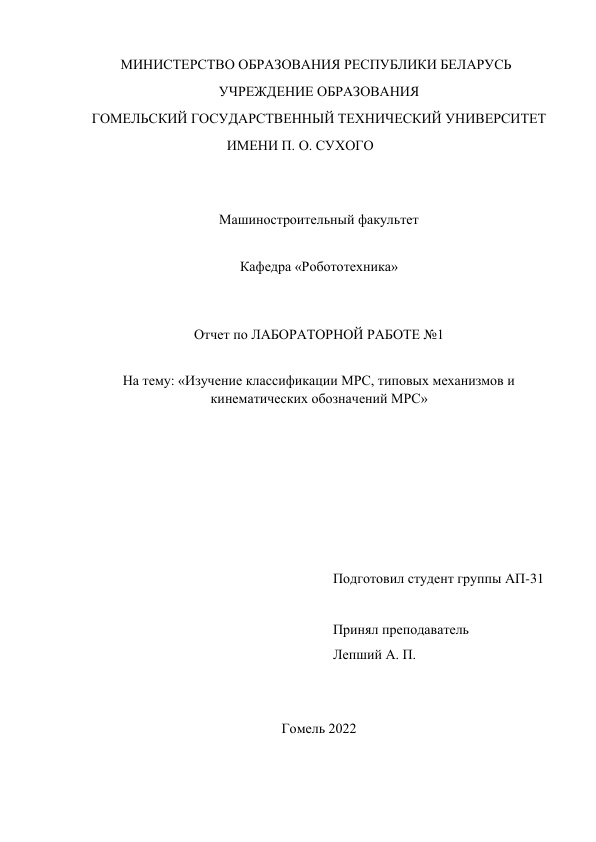 МИНИСТЕРСТВО ОБРАЗОВАНИЯ РЕСПУБЛИКИ БЕЛАРУСЬ
УЧРЕЖДЕНИЕ ОБРАЗОВАНИЯ
ГОМЕЛЬСКИЙ ГОСУДАРСТВЕННЫЙ ТЕХНИЧЕСКИЙ УНИВЕРСИТЕТ
ИМЕНИ П. О. СУХОГО
Машиностроительный факультет
Кафедра «Робототехника»
Отчет по ЛАБОРАТОРНОЙ РАБОТЕ №1
На тему: «Изучение классификации МРС, типовых механизмов и
кинематических обозначений МРС»
Подготовил студент группы АП-31
Принял преподаватель
Лепший А. П.
Гомель 2022